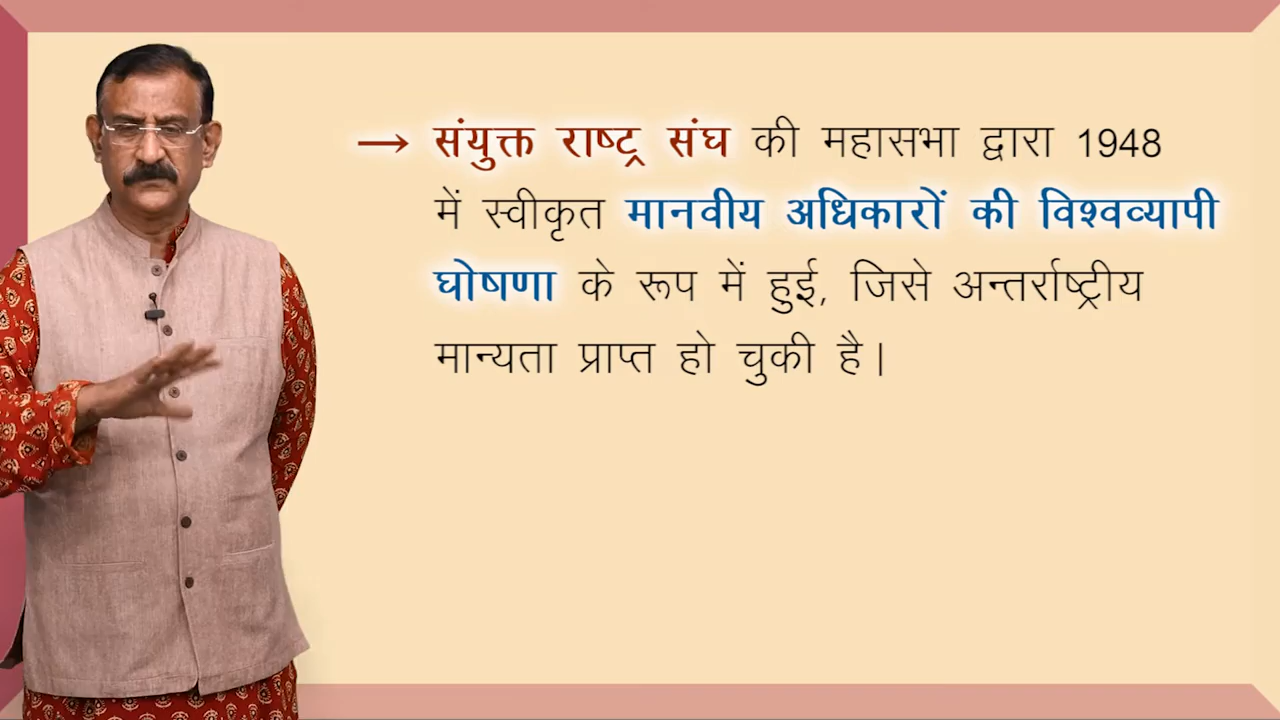 → संयुक्त राष्ट्र संघ की महासभा द्वारा 1948
में स्वीकृत मानवीय अधिकारों की विश्वव्यापी
घोषणा के रूप में हुई, जिसे अन्तर्राष्ट्रीय
मान्यता प्राप्त हो चुकी है।